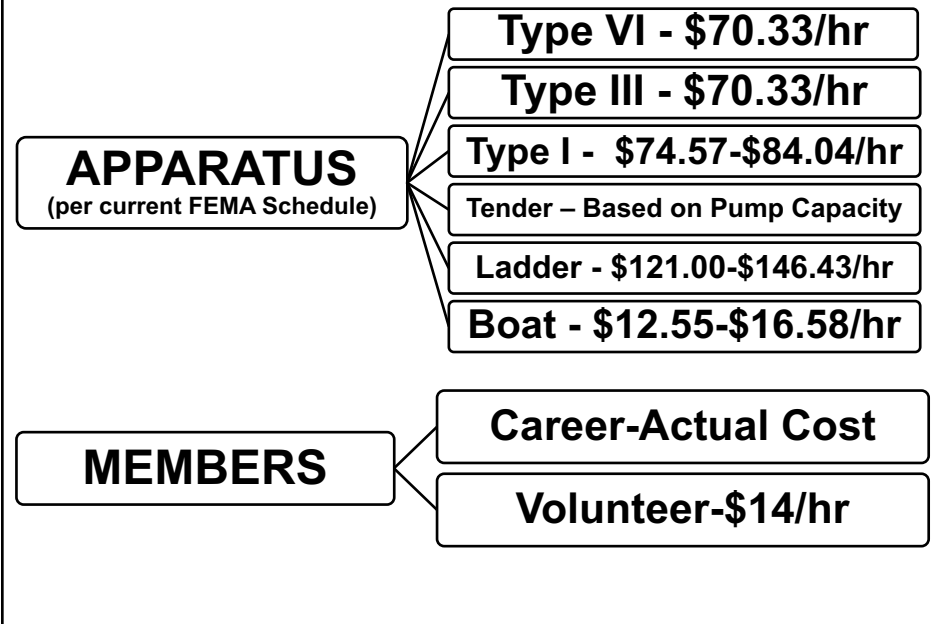 APPARATUS
(per current FEMA Schedule)
Type VI - $70.33/hr
Type III - $70.33/hr
Type I -  $74.57-$84.04/hr
Tender – Based on Pump Capacity
Ladder - $121.00-$146.43/hr
Boat - $12.55-$16.58/hr
MEMBERS
Career-Actual Cost
Volunteer-$14/hr